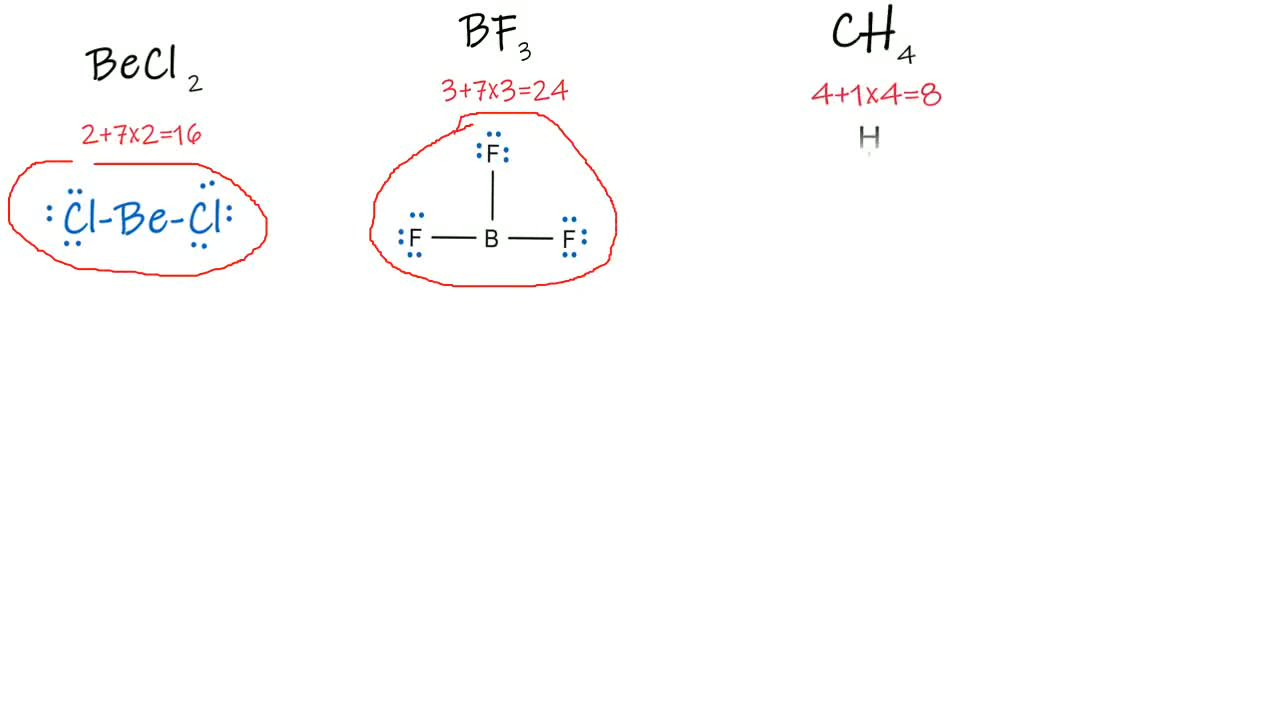 BeCl₂
2+7x2=16
:Cl-Be-Cl:
BF₃
3+7x3=24
:F:
:F — B — F:
CH₄
4+1x4=8
H